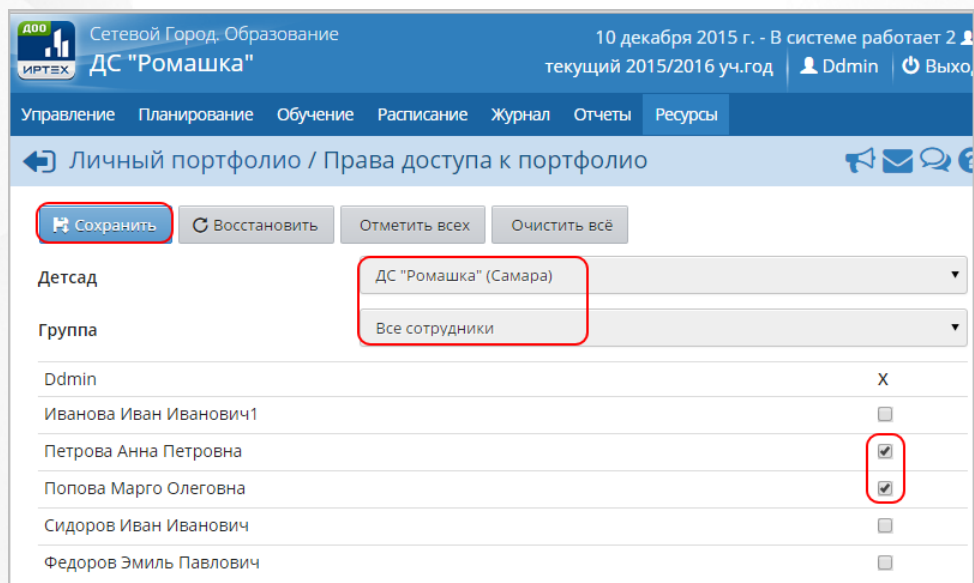 ДОО
ИРТЕХ
Сетевой Город. Образование
ДС "Ромашка"
10 декабря 2015 г. - В системе работает 2
текущий 2015/2016 уч.год Ddmin Выхо
Управление Планирование Обучение Расписание Журнал Отчеты Ресурсы
Личный портфолио / Права доступа к портфолио
Сохранить Восстановить Отметить всех Очистить всё
Детсад ДС "Ромашка" (Самара)
Группа Все сотрудники
Ddmin X
Иванова Иван Иванович1
Петрова Анна Петровна
Попова Марго Олеговна
Сидоров Иван Иванович
Федоров Эмиль Павлович